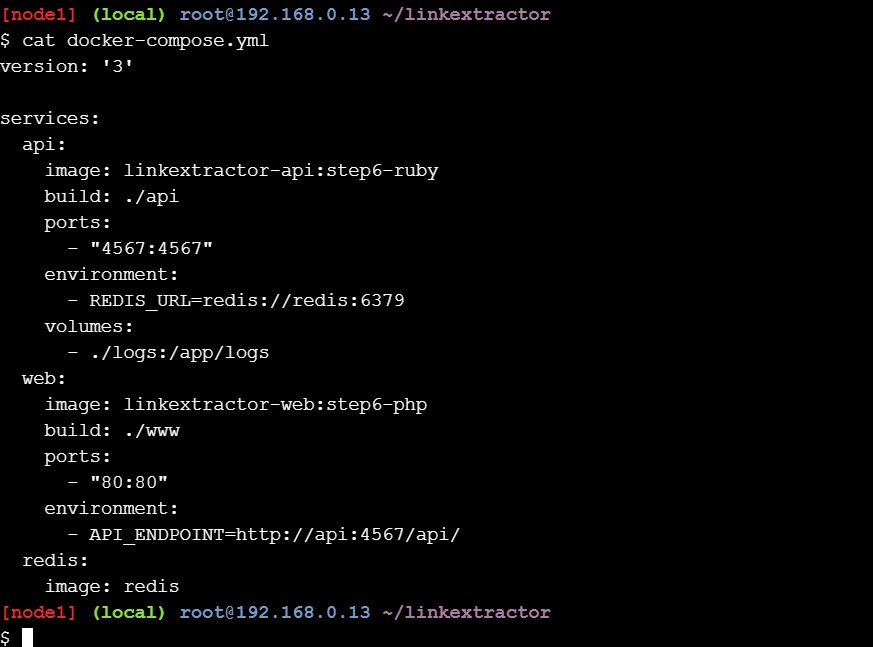 [node1] (local) root@192.168.0.13 ~/linkextractor
$ cat docker-compose.yml
version: '3'

services:
  api:
    image: linkextractor-api:step6-ruby
    build: ./api
    ports:
      - "4567:4567"
    environment:
      - REDIS_URL=redis://redis:6379
    volumes:
      - ./logs:/app/logs
  web:
    image: linkextractor-web:step6-php
    build: ./www
    ports:
      - "80:80"
    environment:
      - API_ENDPOINT=http://api:4567/api/
  redis:
    image: redis
[node1] (local) root@192.168.0.13 ~/linkextractor
$